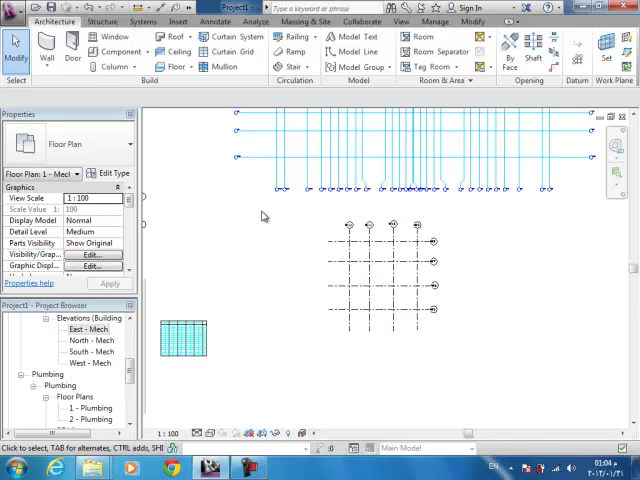 Project1 - ...
Type a keyword or phrase
Sign In
Architecture Structure Systems Insert Annotate Analyze Massing & Site Collaborate View Manage Modify
Modify Wall Door Window Component Column Roof Ceiling Floor Curtain System Curtain Grid Mullion Railing Ramp Stair Model Text Model Line Model Group Room Room Separator Tag Room By Face Shaft Datum Set
Select Build Circulation Model Room & Area Opening Work Plane
Properties
Floor Plan
Floor Plan: 1 - Mecl Edit Type
Graphics
View Scale 1 : 100
Scale Value 1: 100
Display Model Normal
Detail Level Medium
Parts Visibility Show Original
Visibility/Grap... Edit...
Graphic Displ... Edit...
Properties help Apply
Project1 - Project Browser
Elevations (Building
East - Mech
North - Mech
South - Mech
West - Mech
Plumbing
Plumbing
Floor Plans
1 - Plumbing
2 - Plumbing
1 : 100
Click to select, TAB for alternates, CTRL adds, SHI :0 Main Model
EN
01:04 م
٢٠١٢/٠١/٣١